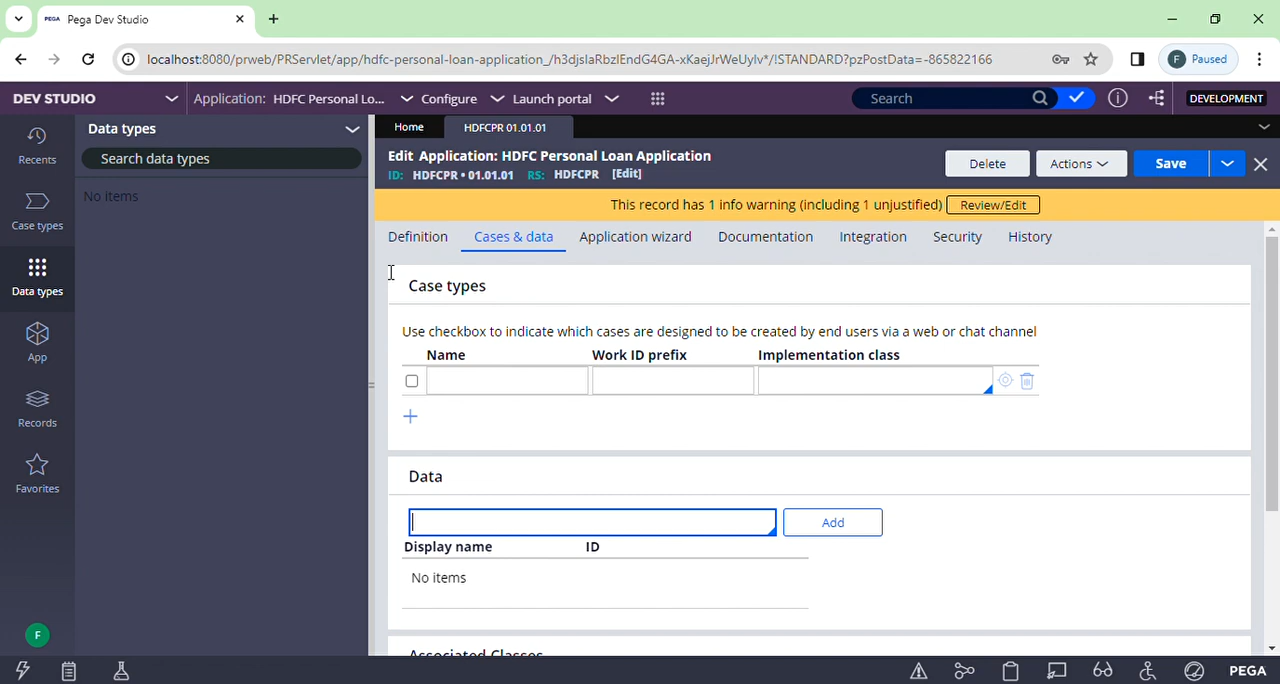 PEGA Pega Dev Studio
localhost:8080/prweb/PRServlet/app/hdfc-personal-loan-application_/h3djslaRbzIEndG4GA-xKaejJrWeUylv*/!STANDARD?pzPostData=-865822166
F Paused
DEV STUDIO
Application: HDFC Personal Lo...
Configure
Launch portal
Search
DEVELOPMENT
Recents
Case types
Data types
App
Records
Favorites
F
Data types
Search data types
No items
Home
HDFCPR 01.01.01
Edit Application: HDFC Personal Loan Application
ID: HDFCPR • 01.01.01 RS: HDFCPR [Edit]
Delete
Actions
Save
This record has 1 info warning (including 1 unjustified) Review/Edit
Definition
Cases & data
Application wizard
Documentation
Integration
Security
History
Case types
Use checkbox to indicate which cases are designed to be created by end users via a web or chat channel
Name Work ID prefix Implementation class
Data
Add
Display name ID
No items
Associated Classes
PEGA